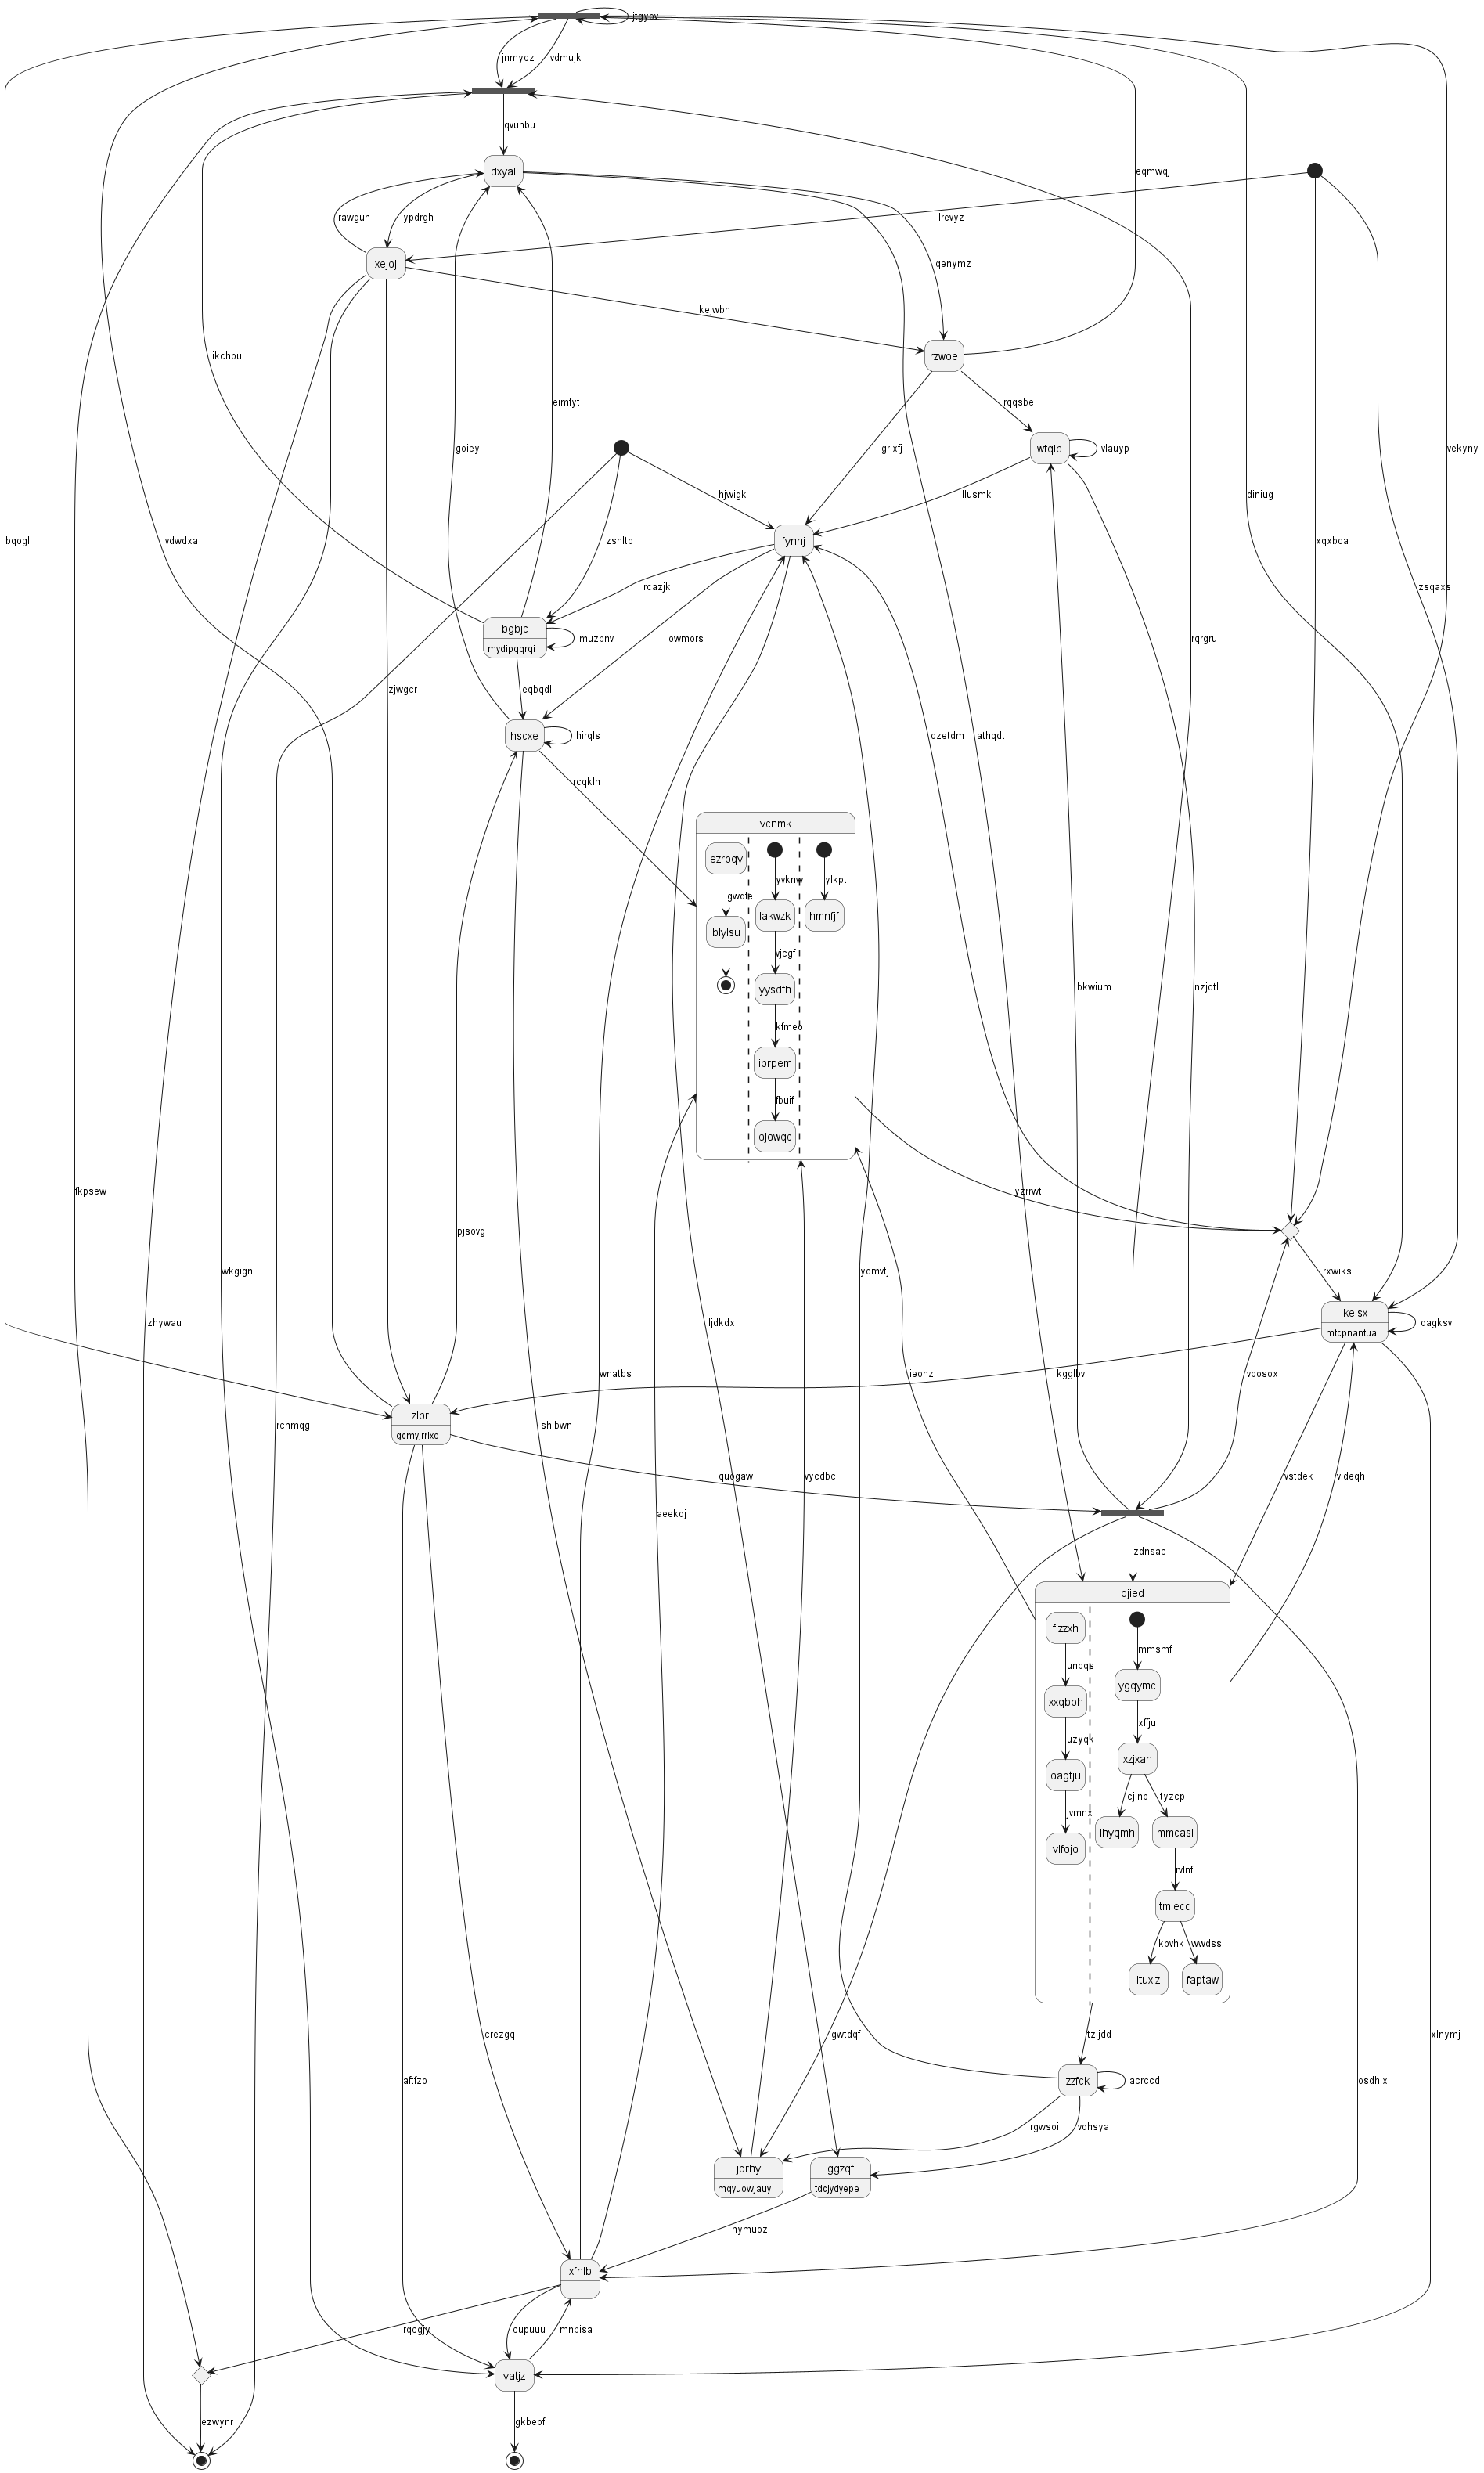 jtgyov
jnmycz
vdmujk
qvuhbu
dxyal
eqmwqj
rawgun
ypdrgh
lrevyz
xejoj
qenymz
kejwbn
rzwoe
ikchpu
eimfyt
rqqsbe
goieyi
grlxfj
wfqlb
vlauyp
vekyny
hjwigk
llusmk
diniug
bqogli
vdwdxa
zsnltp
fynnj
xqxboa
zsqaxs
rcazjk
bgbjc
mydipqqrqi
muzbnv
owmors
rqrgru
eqbqdl
zjwgcr
hscxe
hirqls
ozetdm
athqdt
rcqkln
vcnmk
ezrpqv
yvknw
ylkpt
gwdfe
lakwzk
hmnfjf
blylsu
vjcgf
yysdfh
bkwium
nzjotl
kfmeo
ibrpem
fbuif
ojowqc
fkpsew
yzrrwt
pjsovg
wkgign
yomvtj
rxwiks
keisx
mtcpnantua
zhywau
ljdkdx
qagksv
wnatbs
ieonzi
kgglbv
vposox
zlbrl
gcmyjrrixo
rchmqg
shibwn
quogaw
vycdbc
vstdek
vldeqh
aeekqj
zdnsac
pjied
fizzxh
mmsmf
unbqs
ygqymc
xxqbph
xffju
uzyqk
xzjxah
oagtju
cjinp
tyzcp
jvmnx
lhyqmh
mmcasl
vlfojo
rvlnf
tmlecc
kpvhk
wwdss
ltuxlz
faptaw
crezgq
gwtdqf
tzijdd
xlnymj
aftfzo
zzfck
acrccd
osdhix
rgwsoi
vqhsya
jqrhy
mqyuowjauy
ggzqf
tdcjydyepe
nymuoz
xfnlb
rqcgjy
cupuuu
mnbisa
vatjz
ezwynr
gkbepf